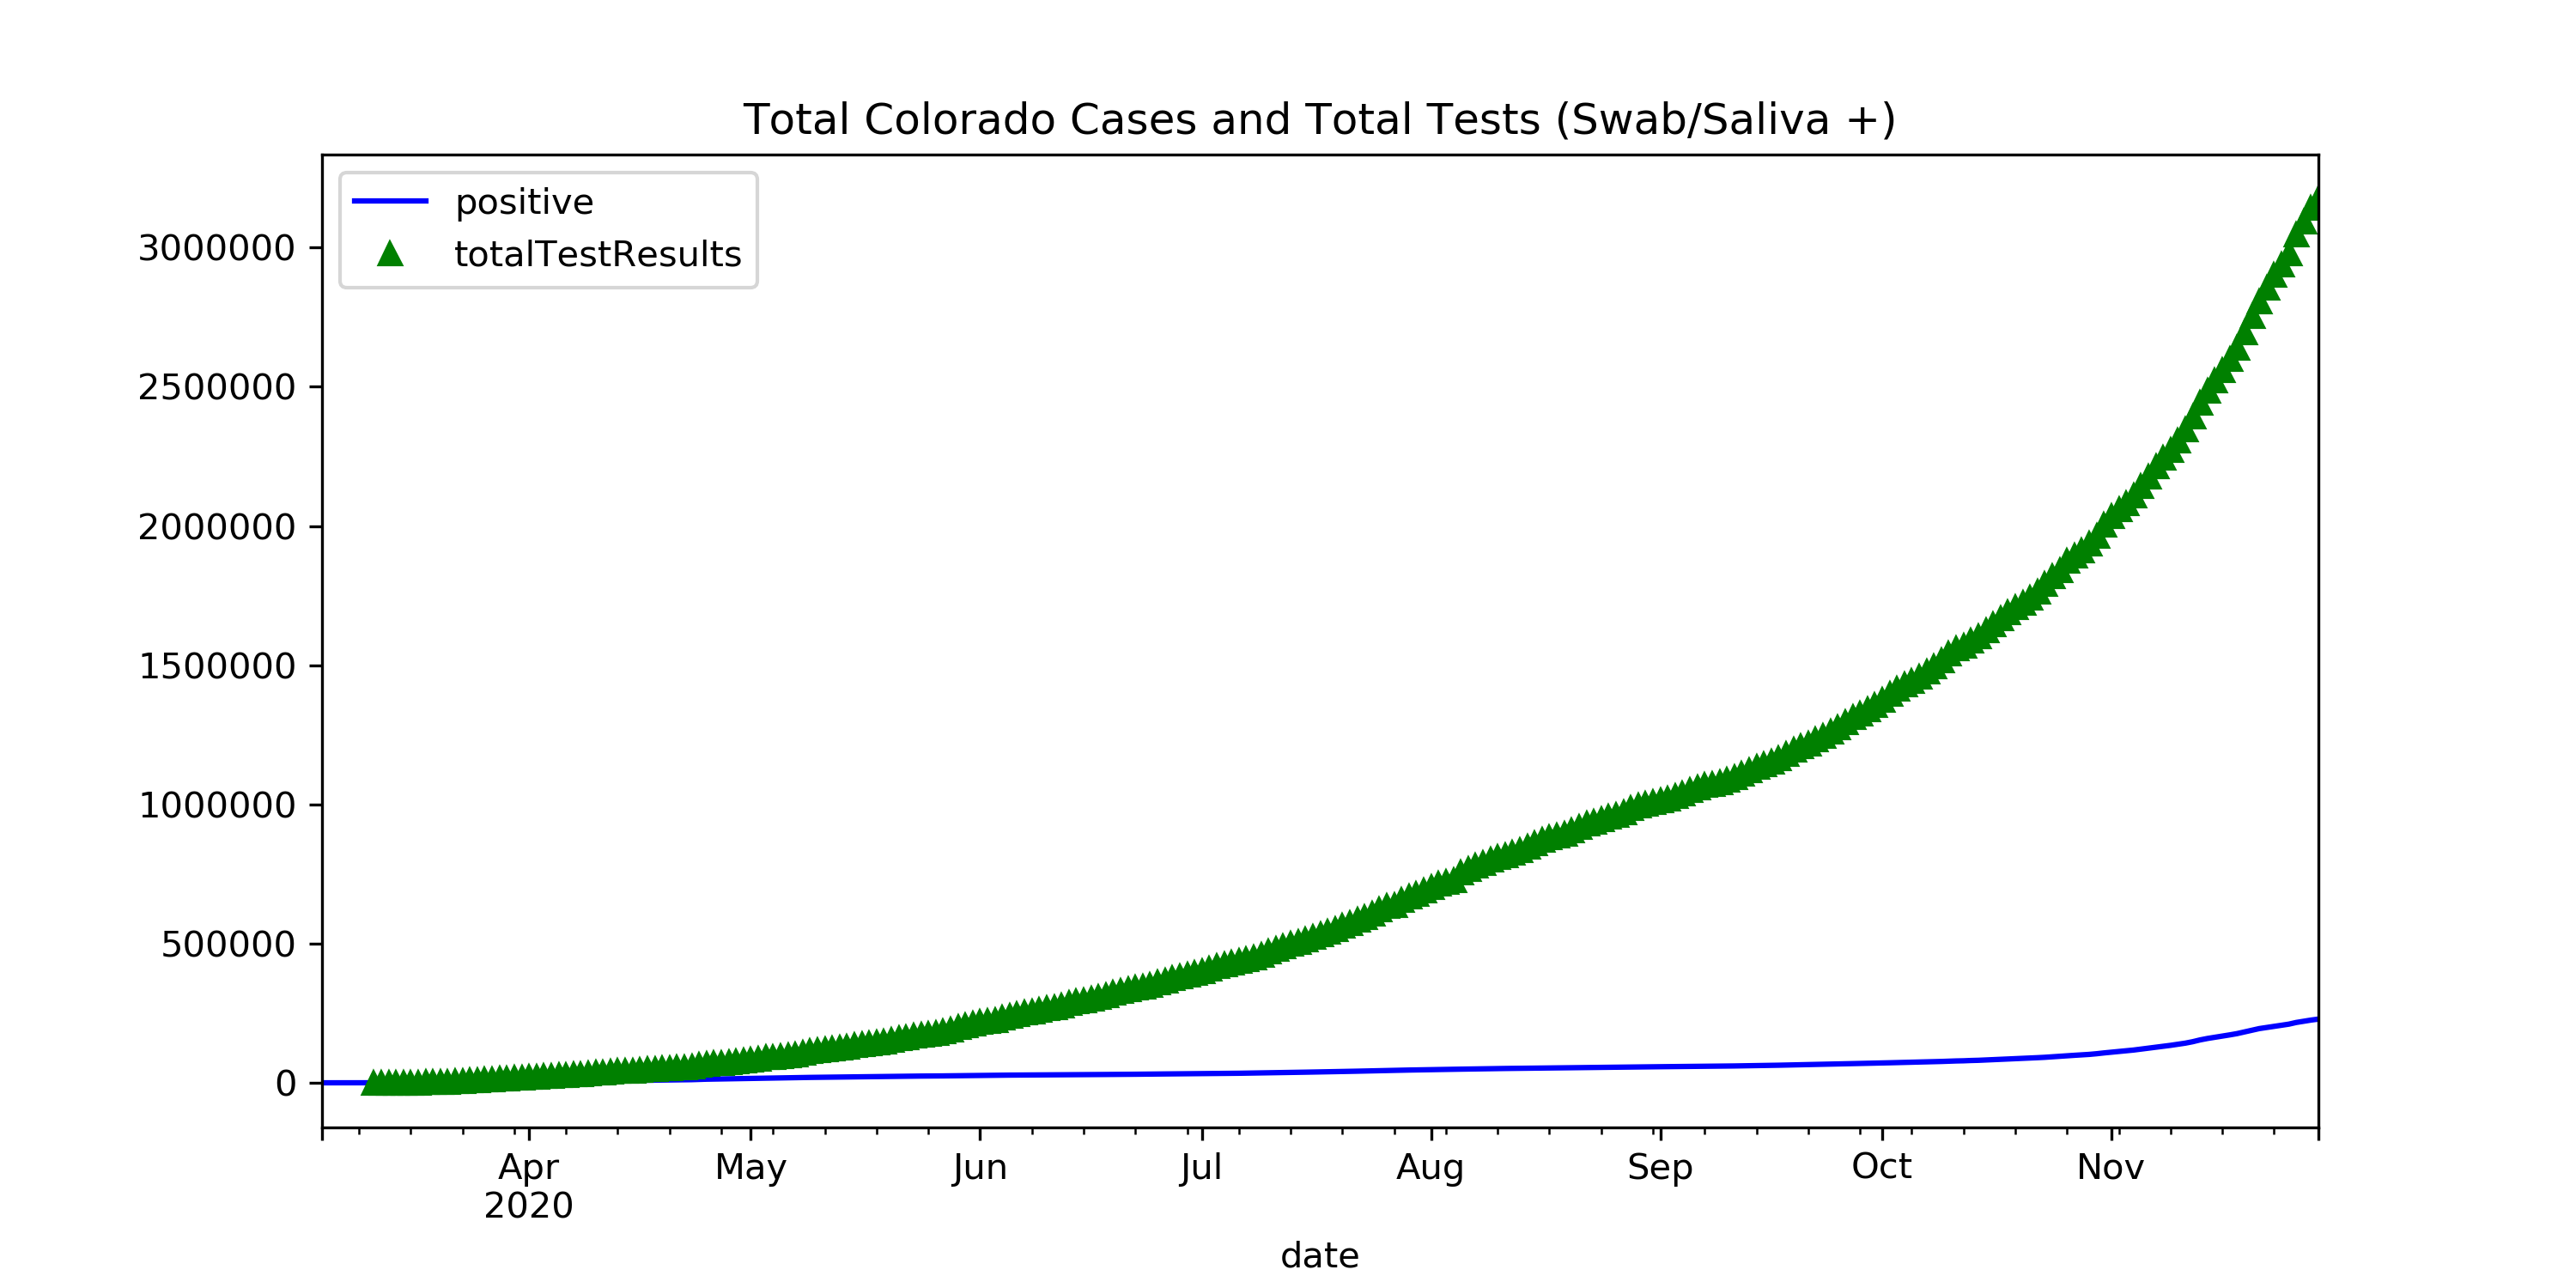 Total Colorado Cases and Total Tests (Swab/Saliva +)
positive
totalTestResults
3000000
2500000
2000000
1500000
1000000
500000
0
Apr May Jun Jul Aug Sep Oct Nov
2020
date